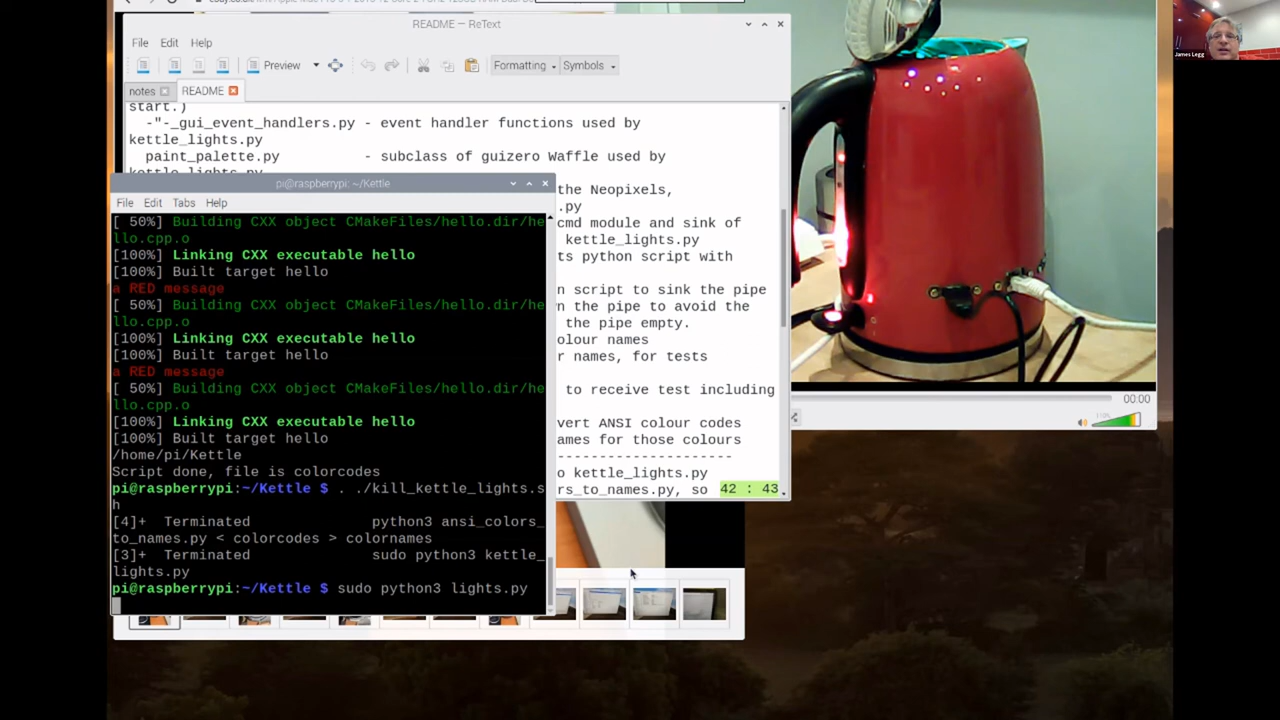 README — ReText
File Edit Help
Preview
Formatting
Symbols
notes
README
start.)
-"-_gui_event_handlers.py - event handler functions used by
kettle_lights.py
paint_palette.py - subclass of guizero Waffle used by
the Neopixels,
.py
cmd module and sink of
kettle_lights.py
ts python script with
n script to sink the pipe
n the pipe to avoid the
the pipe empty.
olour names
r names, for tests
to receive test including
vert ANSI colour codes
ames for those colours
--------------------
o kettle_lights.py
rs_to_names.py, so
42 : 43
pi@raspberrypi: ~/Kettle
File Edit Tabs Help
[ 50%] Building CXX object CMakeFiles/hello.dir/he
llo.cpp.o
[100%] Linking CXX executable hello
[100%] Built target hello
a RED message
[ 50%] Building CXX object CMakeFiles/hello.dir/he
llo.cpp.o
[100%] Linking CXX executable hello
[100%] Built target hello
a RED message
[ 50%] Building CXX object CMakeFiles/hello.dir/he
llo.cpp.o
[100%] Linking CXX executable hello
[100%] Built target hello
/home/pi/Kettle
Script done, file is colorcodes
pi@raspberrypi:~/Kettle $ . ./kill_kettle_lights.s
h
[4]+ Terminated python3 ansi_colors_
to_names.py < colorcodes > colornames
[3]+ Terminated sudo python3 kettle_
lights.py
pi@raspberrypi:~/Kettle $ sudo python3 lights.py
00:00
110%
James Legg